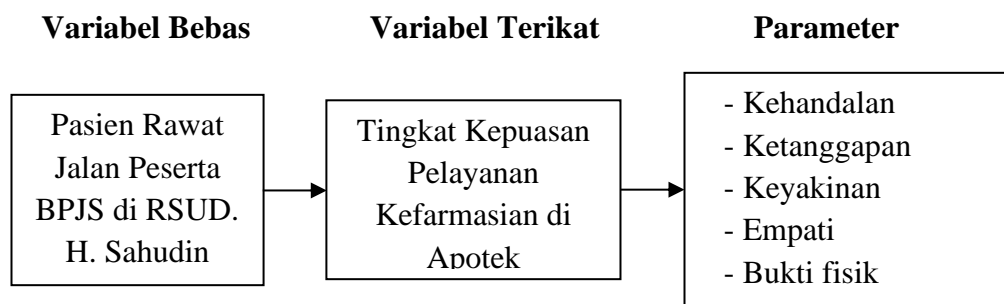 Variabel Bebas
Variabel Terikat
Parameter
Pasien Rawat
Jalan Peserta
BPJS di RSUD.
H. Sahudin
Tingkat Kepuasan
Pelayanan
Kefarmasian di
Apotek
- Kehandalan
- Ketanggapan
- Keyakinan
- Empati
- Bukti fisik